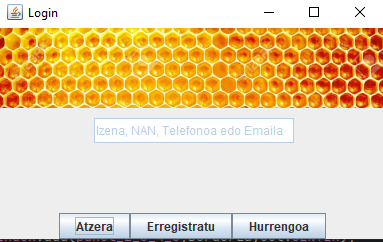 Login
Izena, NAN, Telefonoa edo Emaila
Atzera Erregistratu Hurrengoa